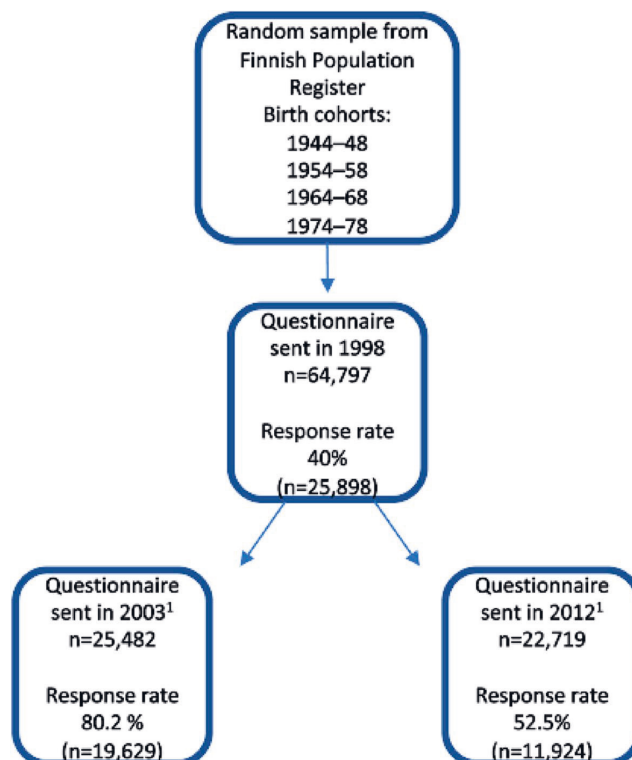 Random sample from
Finnish Population
Register
Birth cohorts:
1944–48
1954–58
1964–68
1974–78
Questionnaire
sent in 1998
n=64,797
Response rate
40%
(n=25,898)
Questionnaire
sent in 2003¹
n=25,482
Response rate
80.2 %
(n=19,629)
Questionnaire
sent in 2012¹
n=22,719
Response rate
52.5%
(n=11,924)